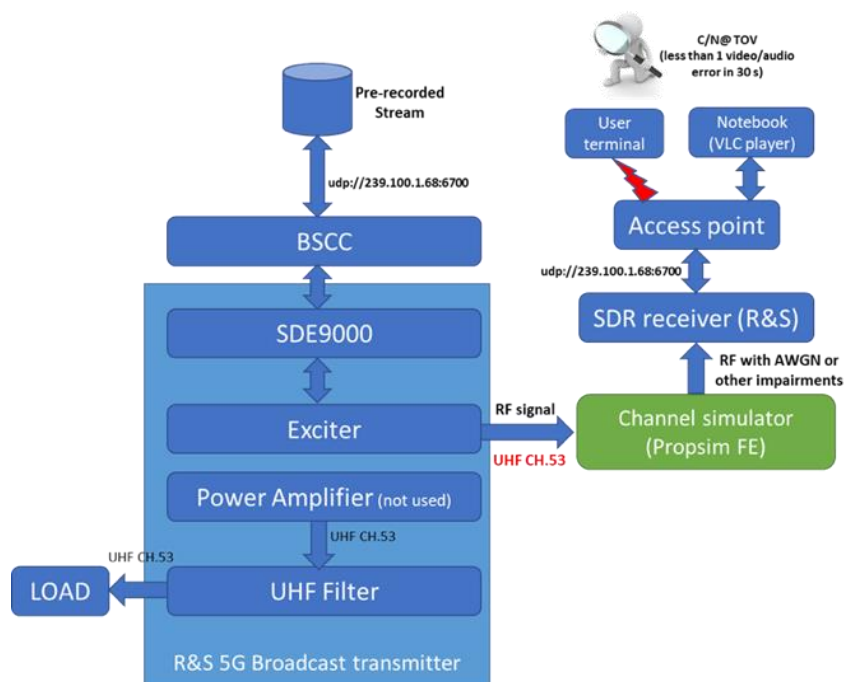 C/N@ TOV
(less than 1 video/audio
error in 30 s)
Pre-recorded
Stream
User
terminal
Notebook
(VLC player)
udp://239.100.1.68:6700
Access point
BSCC
udp://239.100.1.68:6700
SDE9000
SDR receiver (R&S)
RF with AWGN or
other impairments
Exciter
RF signal
UHF CH.53
Channel simulator
(Propsim FE)
Power Amplifier (not used)
UHF CH.53
UHF CH.53
LOAD
UHF Filter
R&S 5G Broadcast transmitter